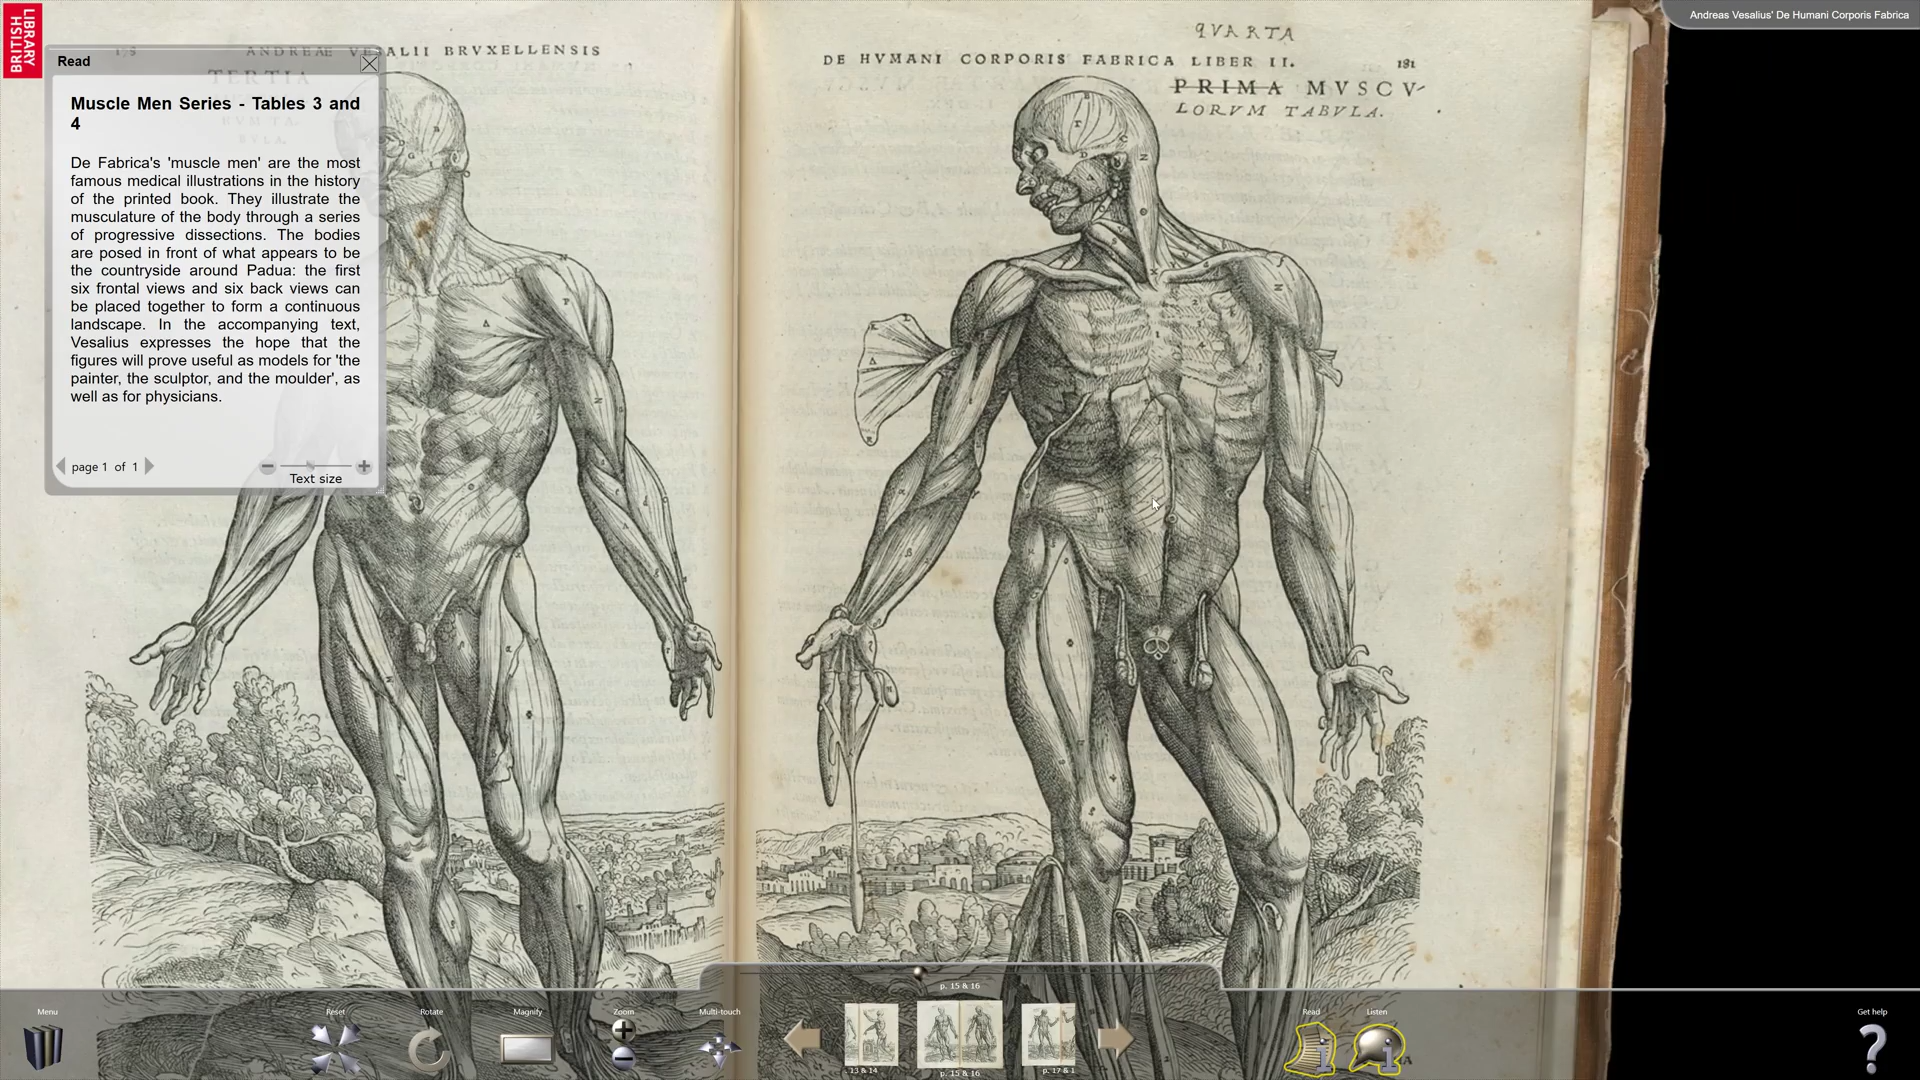 BRITISH
LIBRARY
Andreas Vesalius' De Humani Corporis Fabrica
ANDREAE VESALII BRVXELLENSIS
TERTIA
Read
Muscle Men Series - Tables 3 and
4
De Fabrica's 'muscle men' are the most
famous medical illustrations in the history
of the printed book. They illustrate the
musculature of the body through a series
of progressive dissections. The bodies
are posed in front of what appears to be
the countryside around Padua: the first
six frontal views and six back views can
be placed together to form a continuous
landscape. In the accompanying text,
Vesalius expresses the hope that the
figures will prove useful as models for 'the
painter, the sculptor, and the moulder', as
well as for physicians.
page 1 of 1
Text size
QVARTA
DE HVMANI CORPORIS FABRICA LIBER II.
181
PRIMA MVSCV-
LORVM TABVLA.
Menu
Reset
Rotate
Magnify
Zoom
Multi-touch
p. 15 & 16
13 & 14
p. 15 & 16
p. 17 & 1
Read
Listen
Get help